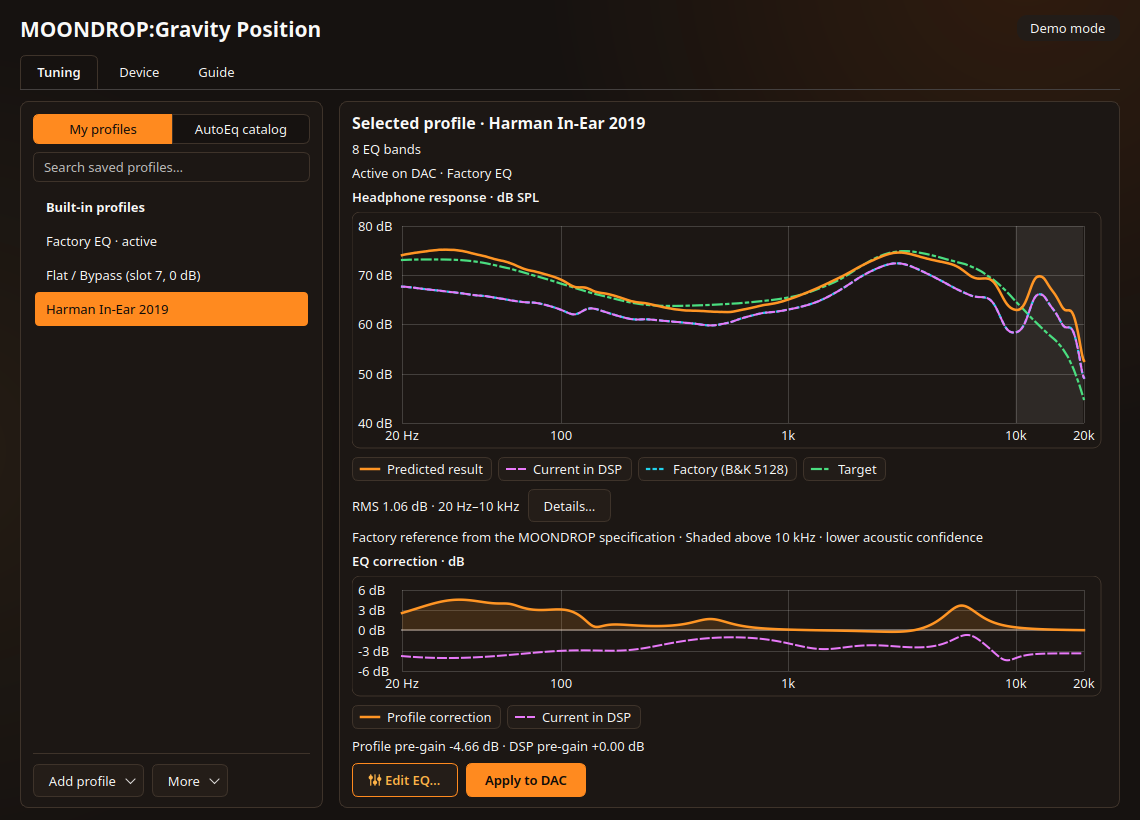 MOONDROP:Gravity Position
Demo mode
Tuning
Device
Guide
My profiles
AutoEq catalog
Search saved profiles...
Built-in profiles
Factory EQ · active
Flat / Bypass (slot 7, 0 dB)
Harman In-Ear 2019
Add profile
More
Selected profile · Harman In-Ear 2019
8 EQ bands
Active on DAC · Factory EQ
Headphone response · dB SPL
80 dB
70 dB
60 dB
50 dB
40 dB
20 Hz
100
1k
10k
20k
Predicted result
Current in DSP
Factory (B&K 5128)
Target
RMS 1.06 dB · 20 Hz–10 kHz
Details...
Factory reference from the MOONDROP specification · Shaded above 10 kHz · lower acoustic confidence
EQ correction · dB
6 dB
3 dB
0 dB
-3 dB
-6 dB
20 Hz
100
1k
10k
20k
Profile correction
Current in DSP
Profile pre-gain -4.66 dB · DSP pre-gain +0.00 dB
Edit EQ...
Apply to DAC